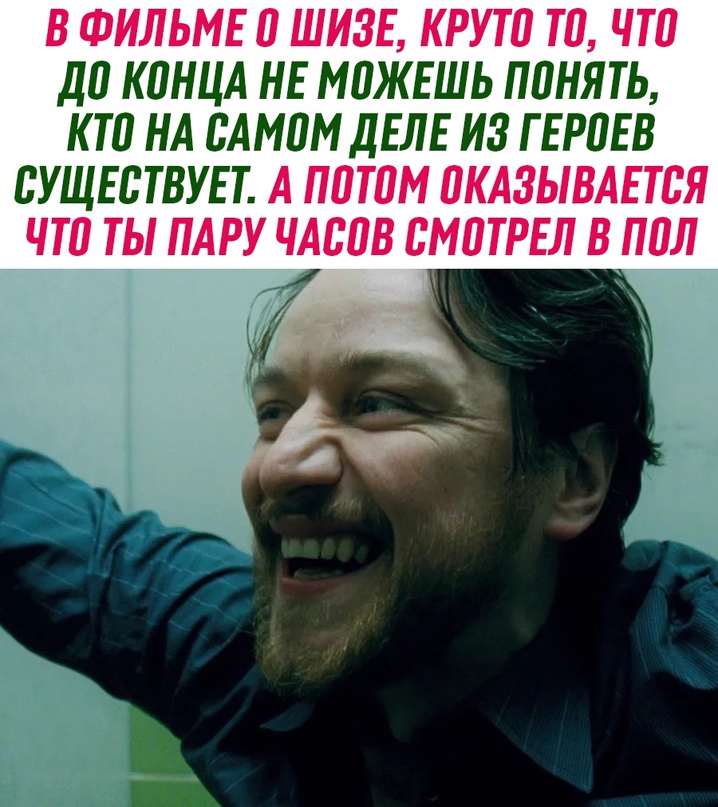 В ФИЛЬМЕ О ШИЗЕ, КРУТО ТО, ЧТО
ДО КОНЦА НЕ МОЖЕШЬ ПОНЯТЬ,
КТО НА САМОМ ДЕЛЕ ИЗ ГЕРОЕВ
СУЩЕСТВУЕТ. А ПОТОМ ОКАЗЫВАЕТСЯ
ЧТО ТЫ ПАРУ ЧАСОВ СМОТРЕЛ В ПОЛ